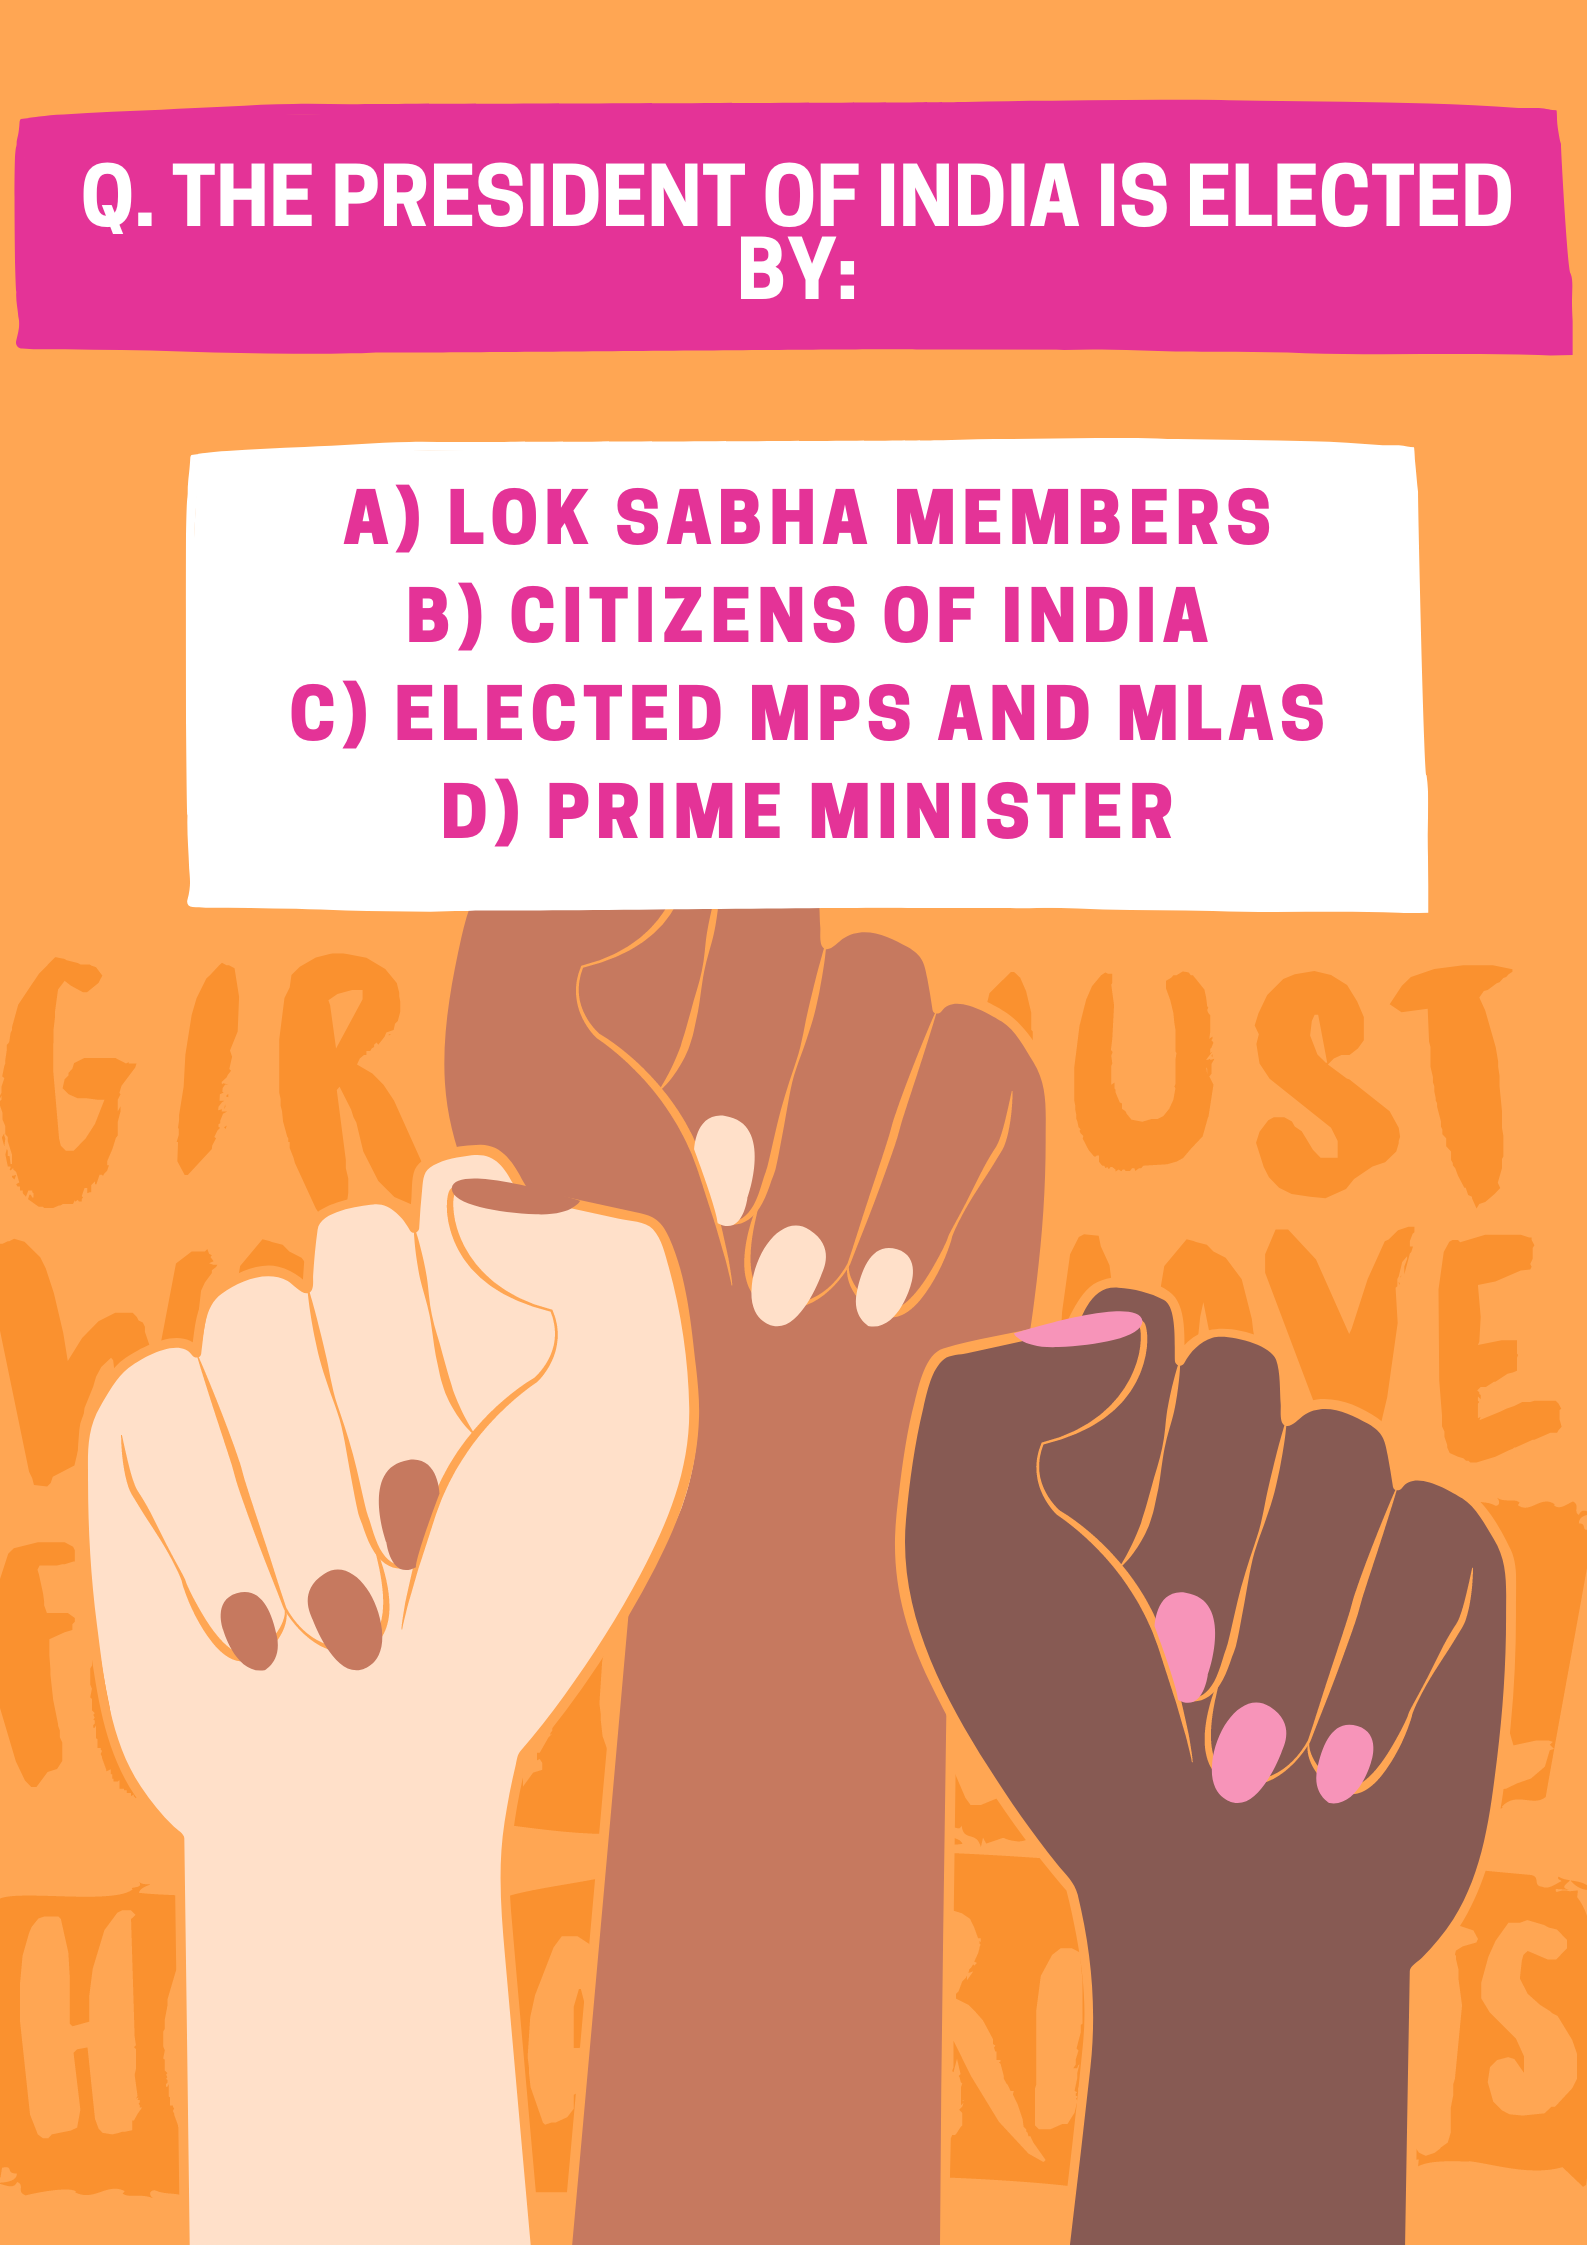 Q. THE PRESIDENT OF INDIA IS ELECTED
BY:
A) LOK SABHA MEMBERS
B) CITIZENS OF INDIA
C) ELECTED MPS AND MLAS
D) PRIME MINISTER
UST